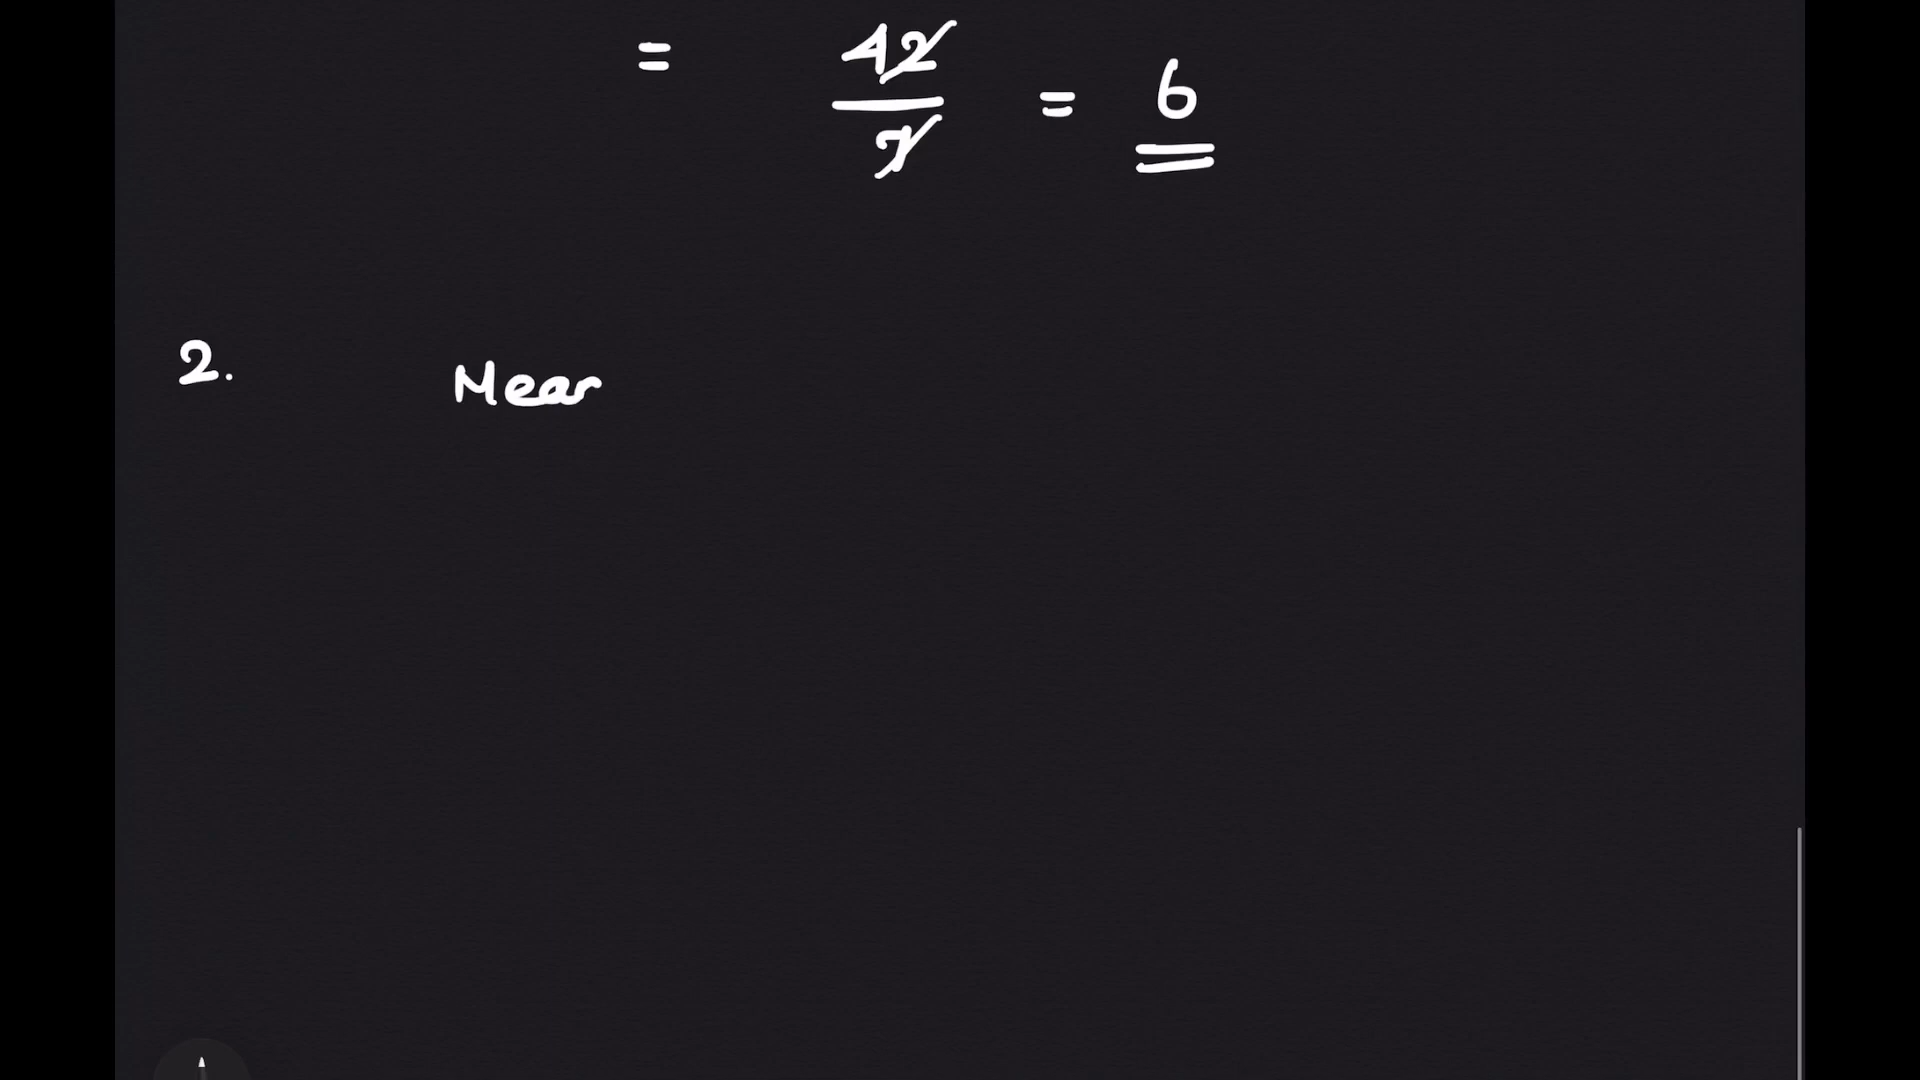 = 42/7 = 6
2. Mear